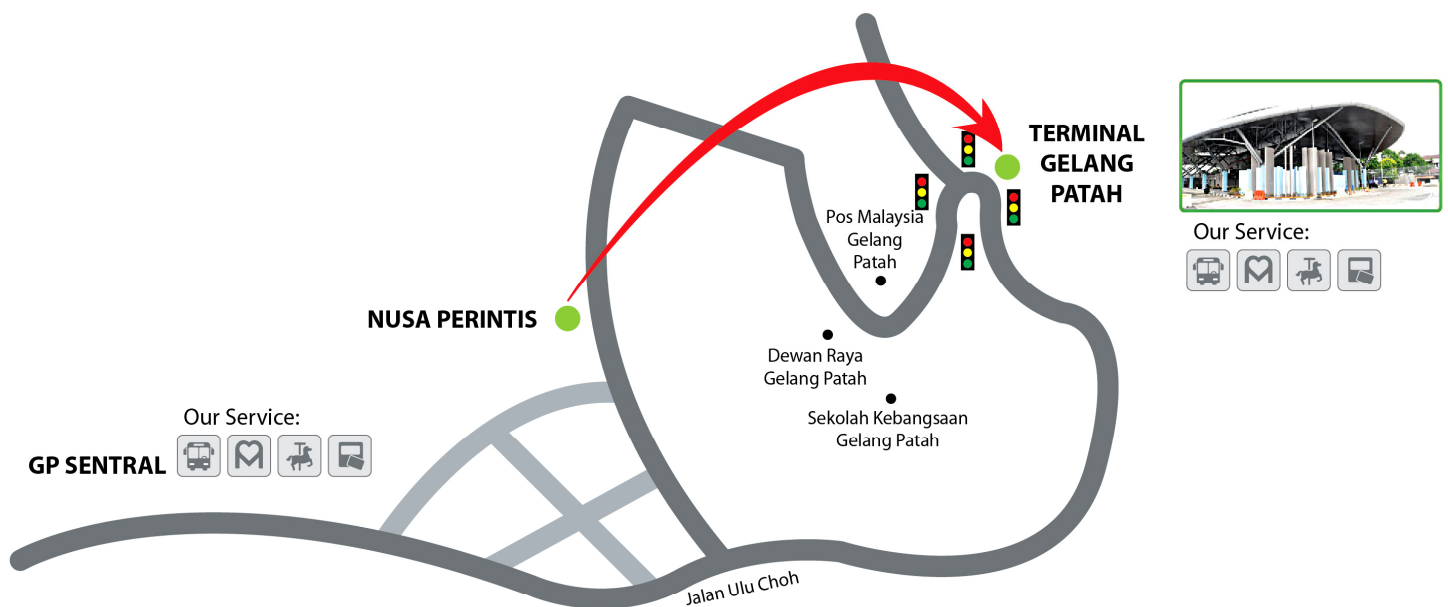 TERMINAL
GELANG
PATAH
Our Service:
Pos Malaysia
Gelang
Patah
NUSA PERINTIS
Dewan Raya
Gelang Patah
Sekolah Kebangsaan
Gelang Patah
Our Service:
GP SENTRAL
Jalan Ulu Choh